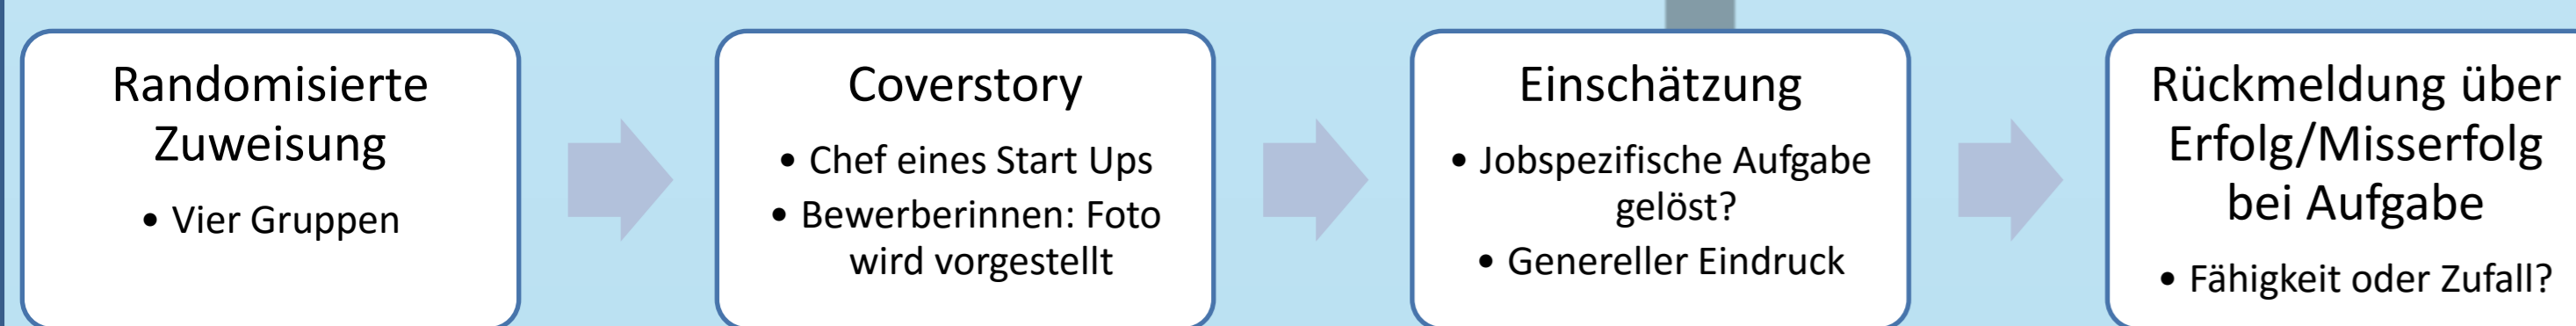 Randomisierte
Zuweisung
• Vier Gruppen
Coverstory
• Chef eines Start Ups
• Bewerberinnen: Foto
wird vorgestellt
Einschätzung
• Jobspezifische Aufgabe
gelöst?
• Genereller Eindruck
Rückmeldung über
Erfolg/Misserfolg
bei Aufgabe
• Fähigkeit oder Zufall?